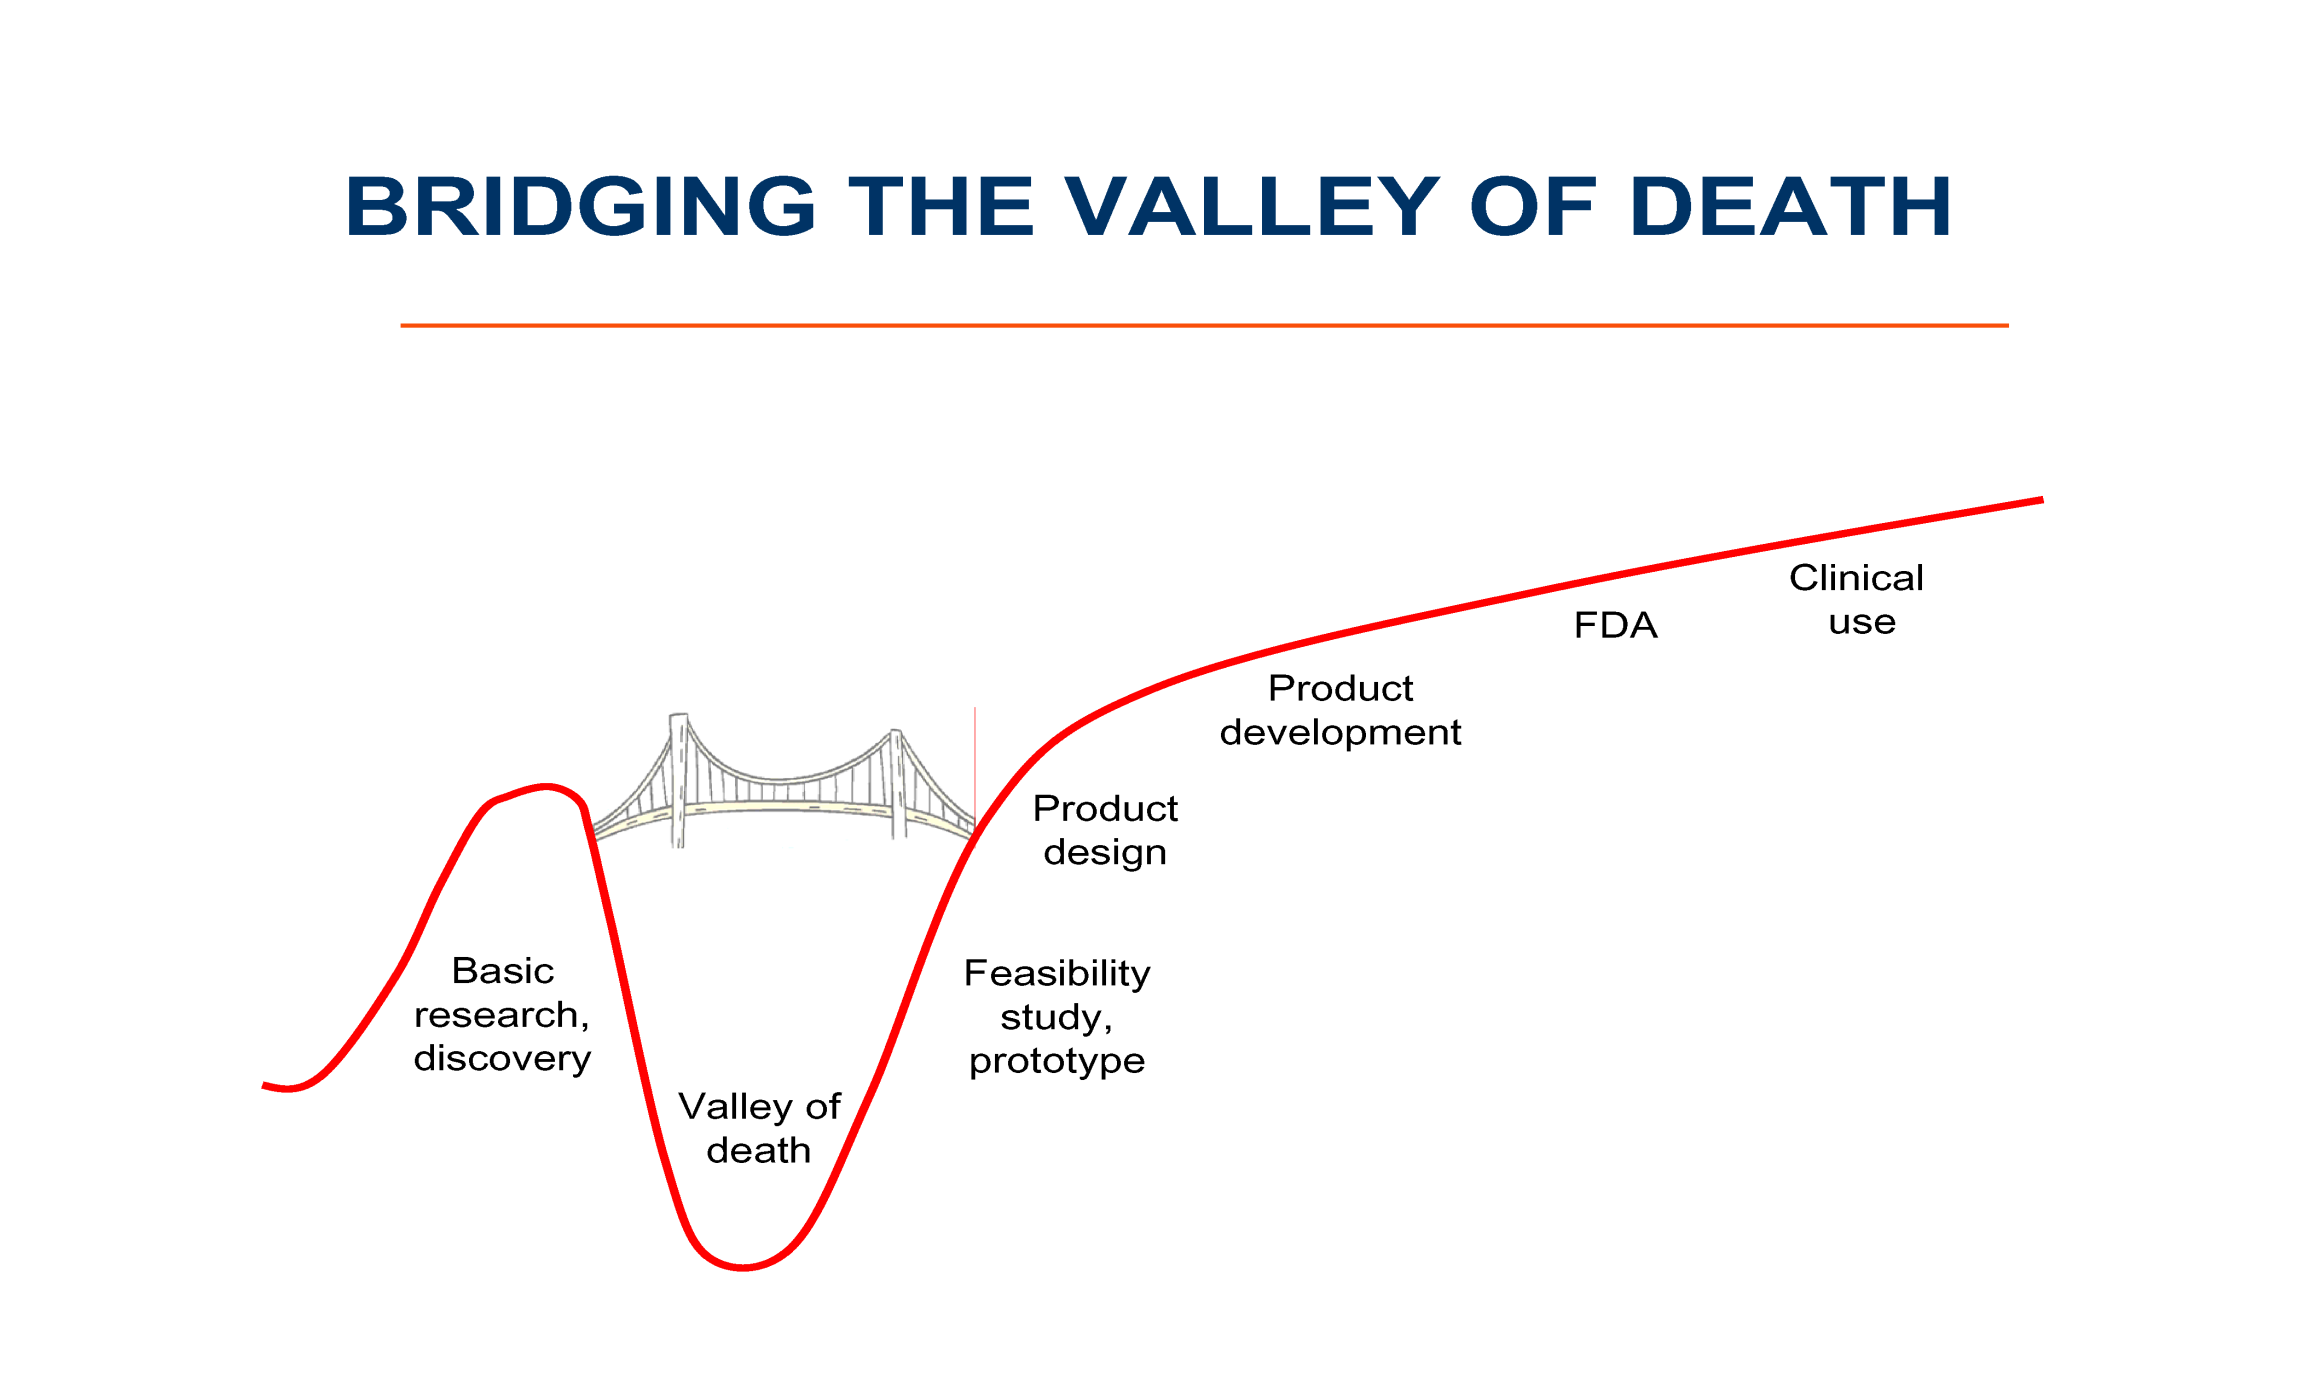 BRIDGING THE VALLEY OF DEATH
Basic
research,
discovery
Valley of
death
Feasibility
study,
prototype
Product
design
Product
development
FDA
Clinical
use